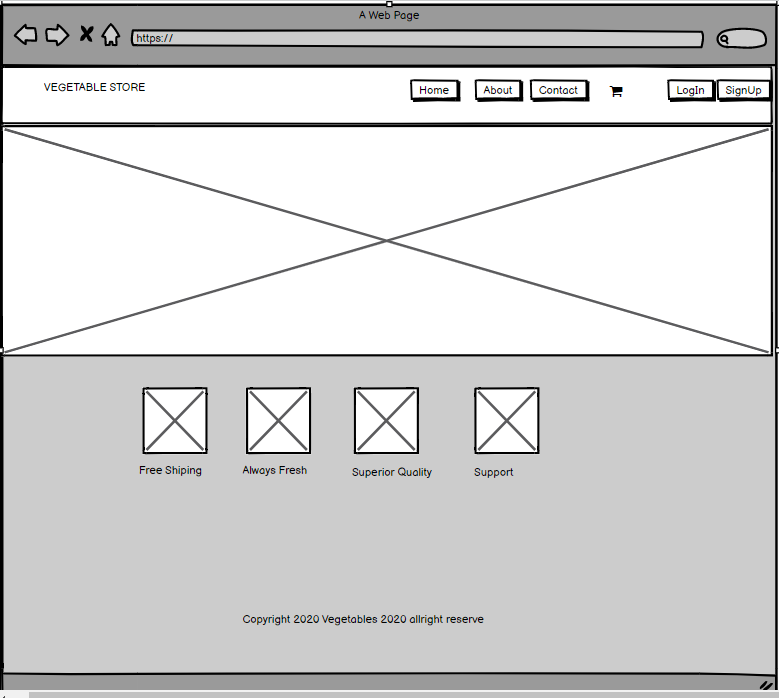 A Web Page
https://
VEGETABLE STORE
Home
About
Contact
LogIn
SignUp
Free Shiping
Always Fresh
Superior Quality
Support
Copyright 2020 Vegetables 2020 allright reserve